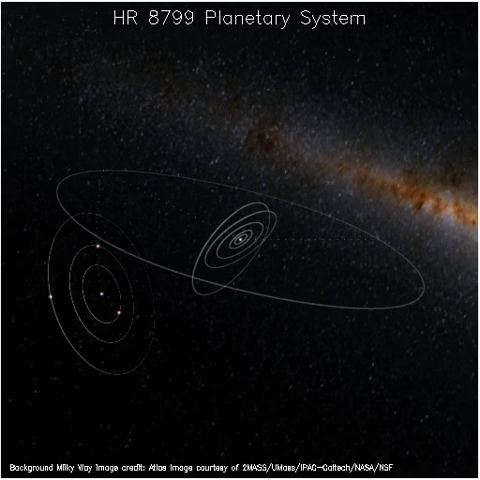 HR 8799 Planetary System
Background Milky Way image credit: Atlas Image courtesy of 2MASS/UMass/IPAC-Caltech/NASA/NSF